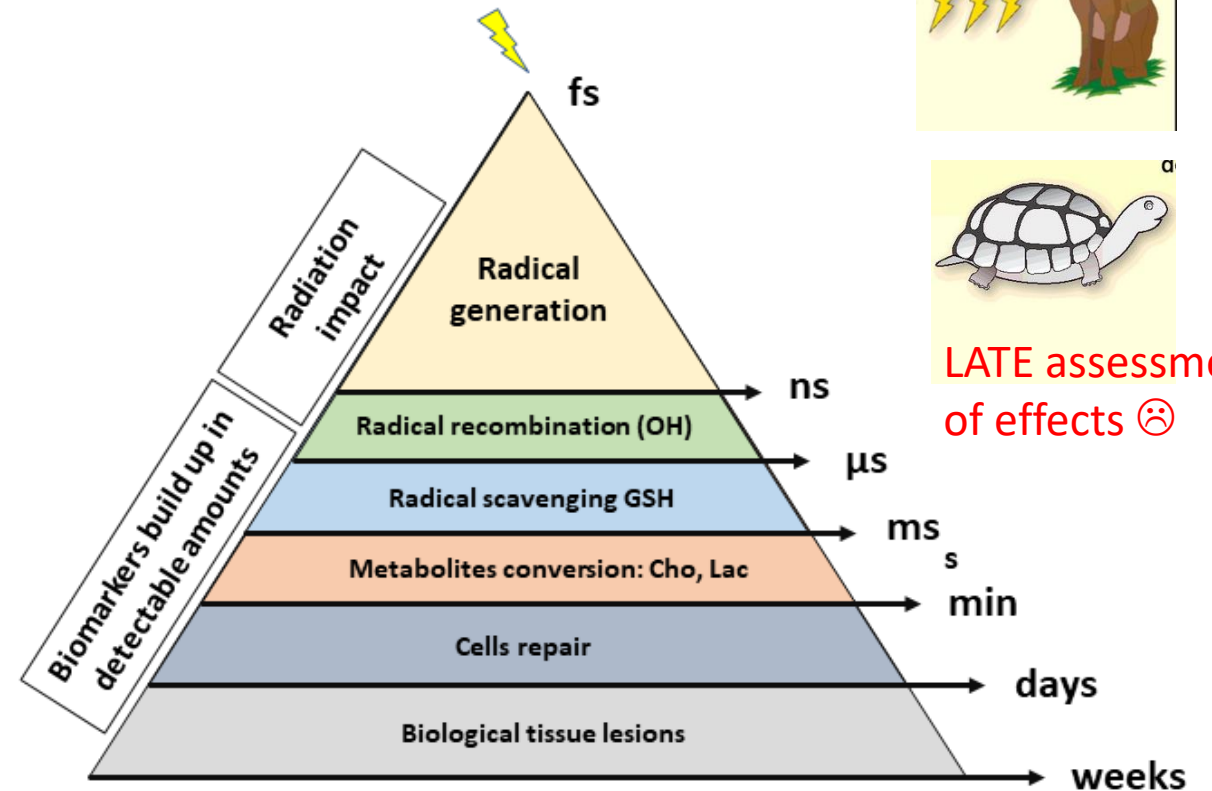 fs
Radiation
impact
Radical
generation
ns
Radical recombination (OH)
μs
Biomarkers build up in
detectable amounts
Radical scavenging GSH
ms
s
Metabolites conversion: Cho, Lac
min
Cells repair
days
Biological tissue lesions
weeks
LATE
of effects ☹